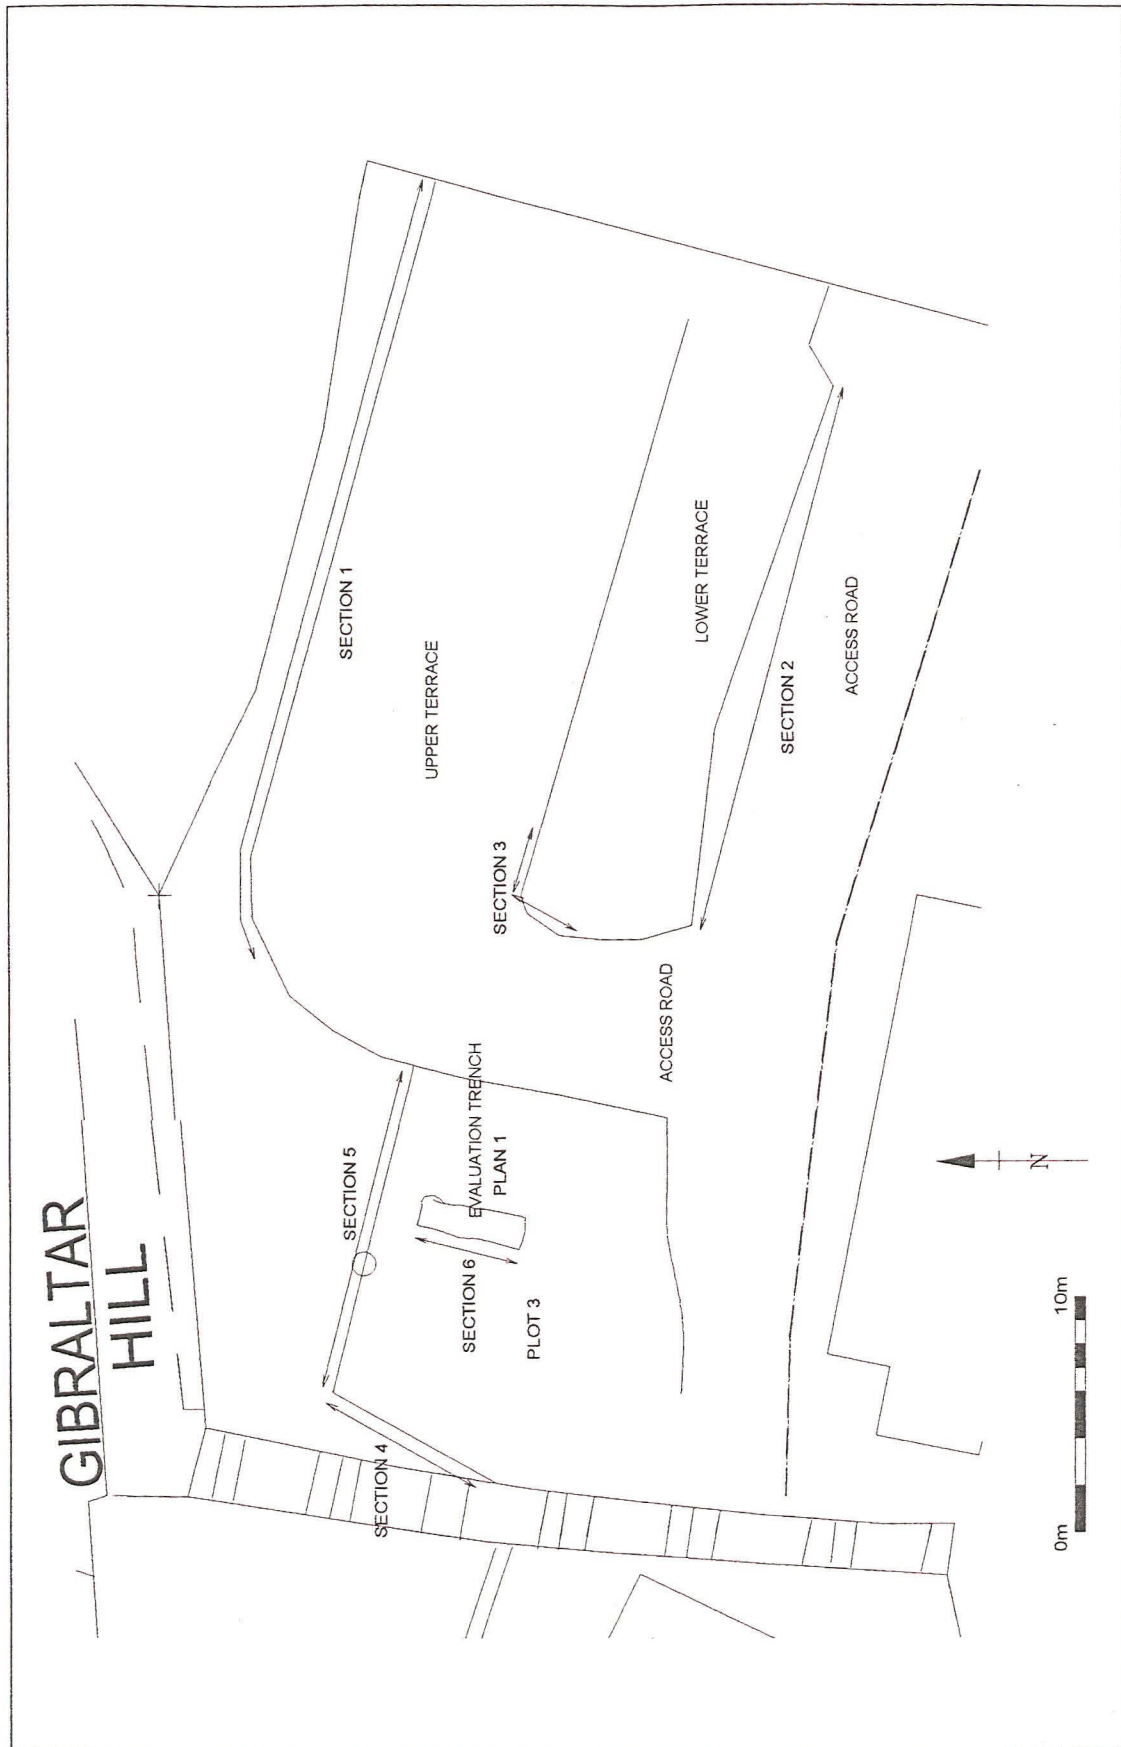 GIBRALTAR
HILL
SECTION 1
UPPER TERRACE
SECTION 3
LOWER TERRACE
SECTION 2
ACCESS ROAD
ACCESS ROAD
SECTION 5
EVALUATION TRENCH
PLAN 1
SECTION 6
PLOT 3
SECTION 4
N
0m
10m